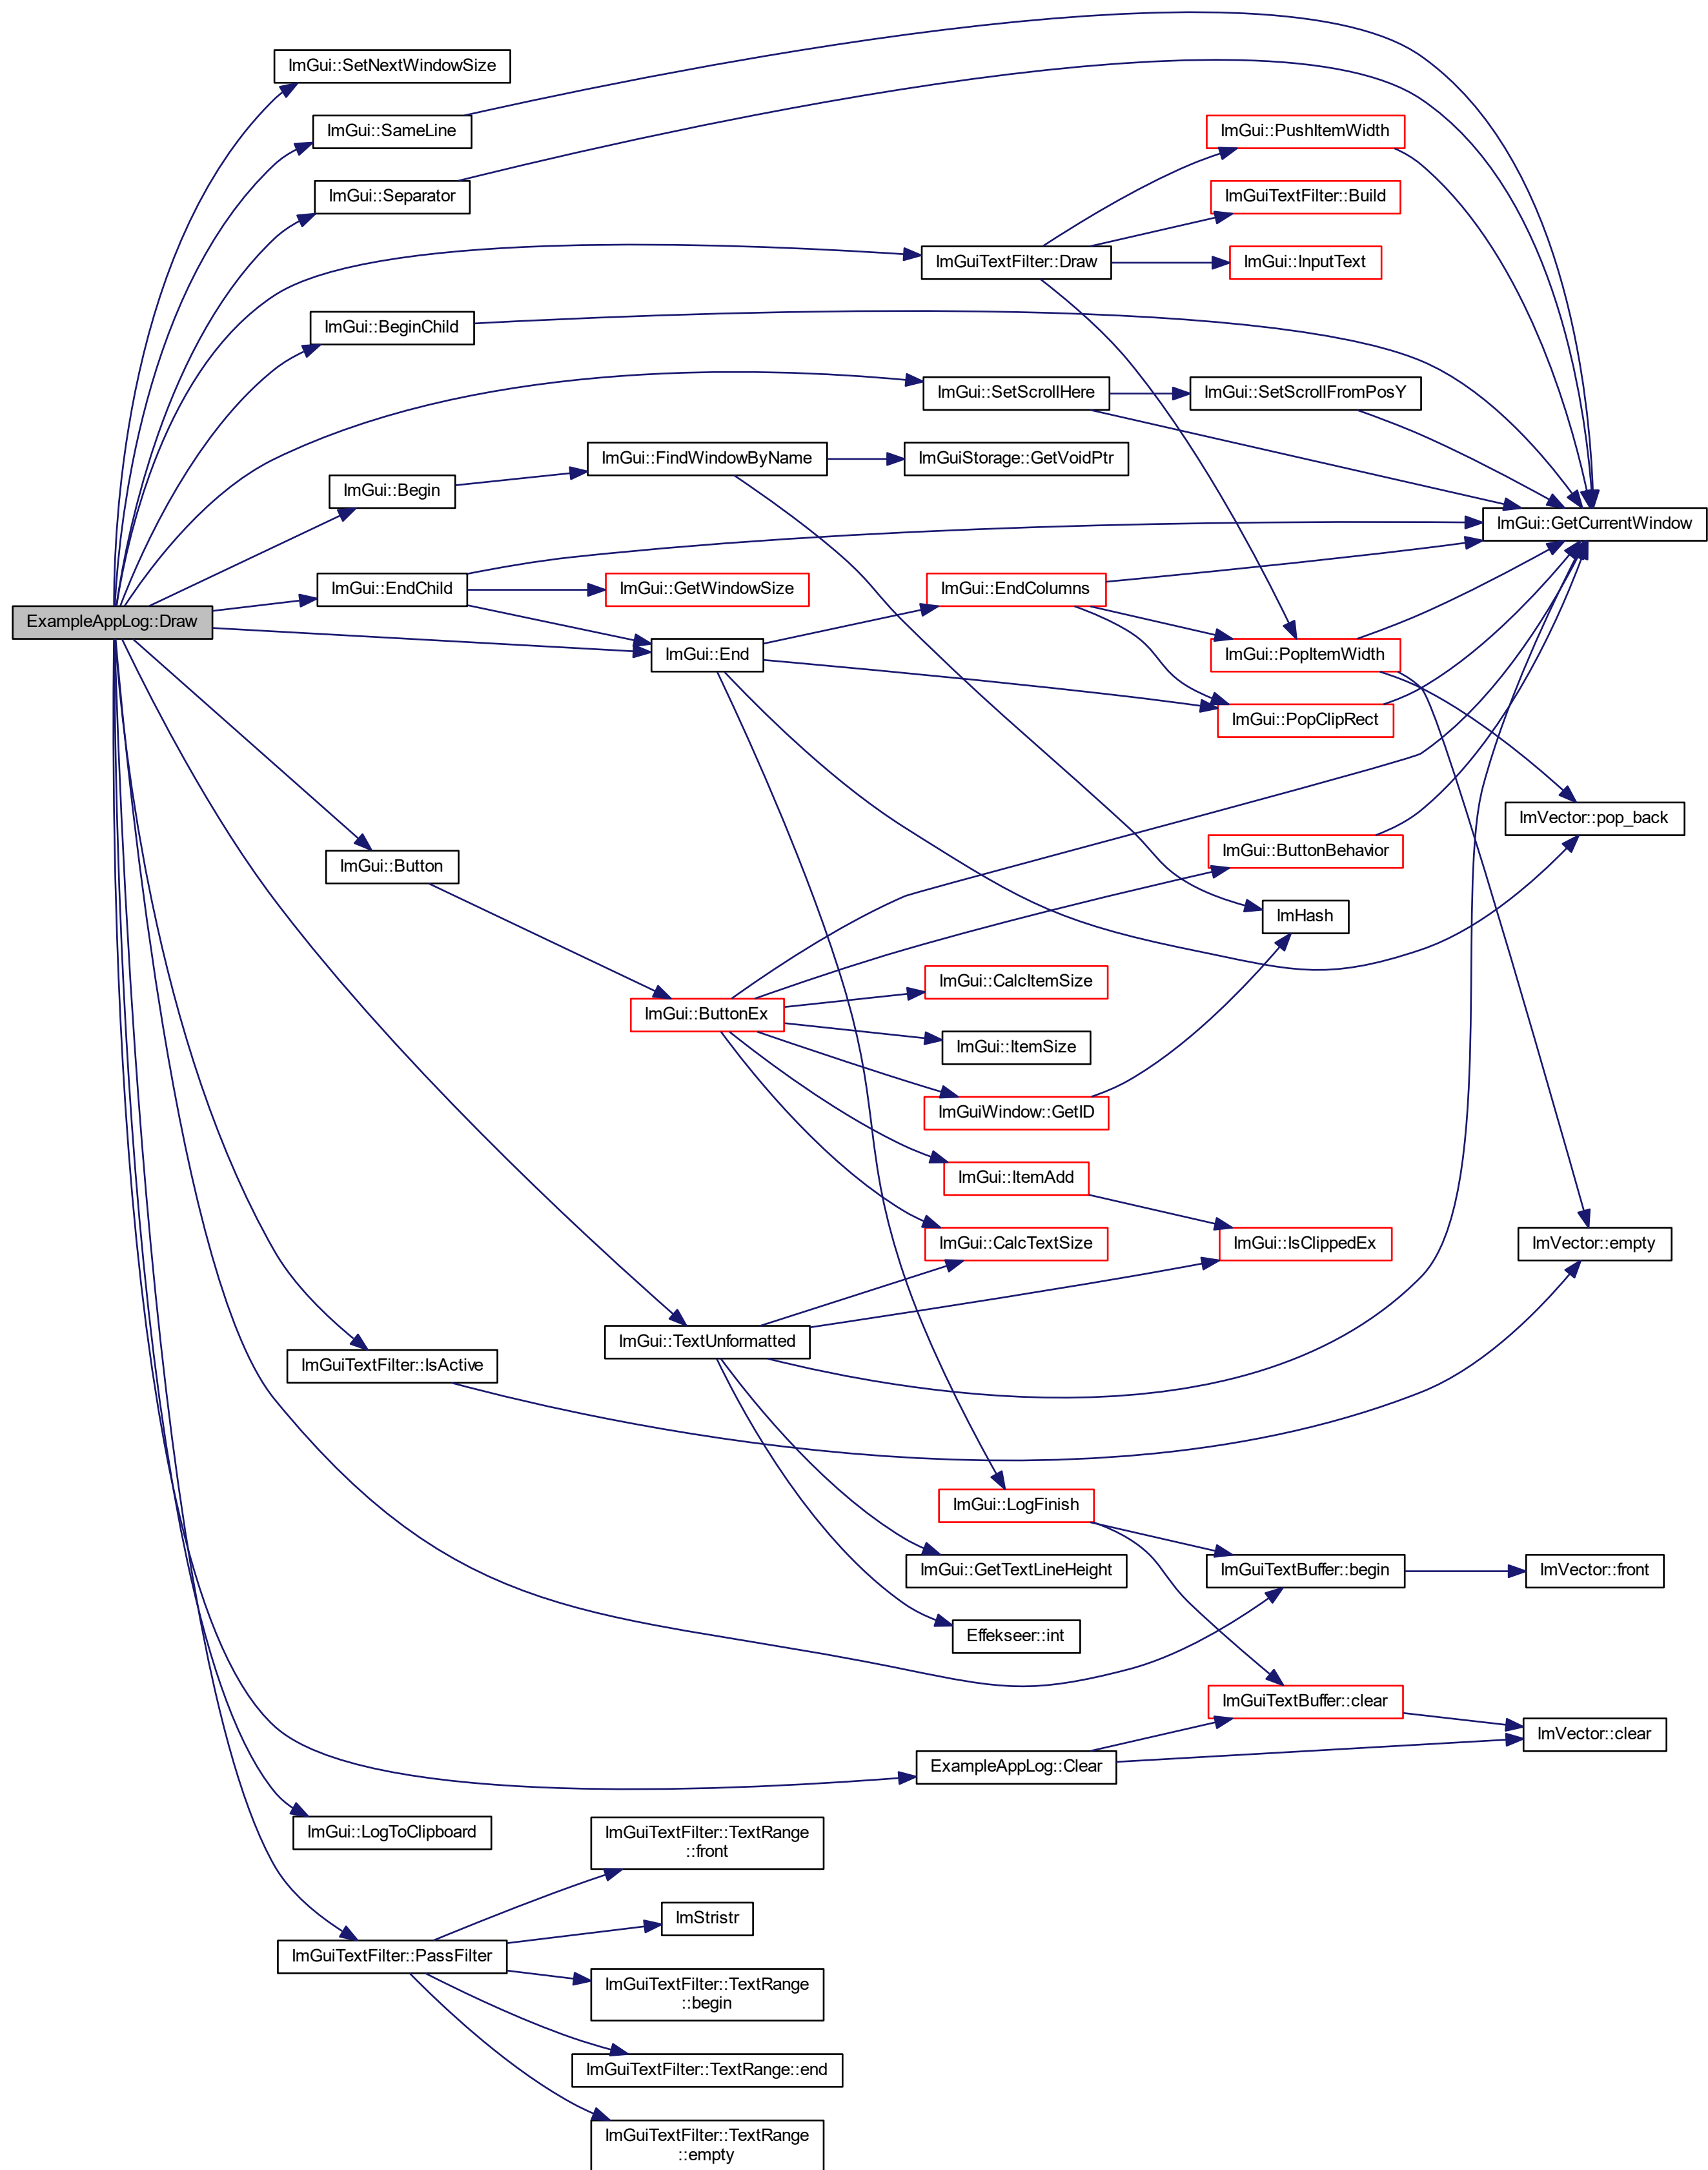 ImGui::SetNextWindowSize
ImGui::SameLine
ImGui::PushItemWidth
ImGui::Separator
ImGuiTextFilter::Build
ImGuiTextFilter::Draw
ImGui::InputText
ImGui::BeginChild
ImGui::SetScrollHere
ImGui::SetScrollFromPosY
ImGui::FindWindowByName
ImGuiStorage::GetVoidPtr
ImGui::Begin
ImGui::GetCurrentWindow
ImGui::EndChild
ImGui::GetWindowSize
ImGui::EndColumns
ExampleAppLog::Draw
ImGui::End
ImGui::PopItemWidth
ImGui::PopClipRect
ImVector::pop_back
ImGui::ButtonBehavior
ImGui::Button
ImHash
ImGui::CalcItemSize
ImGui::ButtonEx
ImGui::ItemSize
ImGuiWindow::GetID
ImGui::ItemAdd
ImGui::CalcTextSize
ImGui::IsClippedEx
ImVector::empty
ImGui::TextUnformatted
ImGuiTextFilter::IsActive
ImGui::LogFinish
ImGui::GetTextLineHeight
ImGuiTextBuffer::begin
ImVector::front
Effekseer::int
ImGuiTextBuffer::clear
ImVector::clear
ExampleAppLog::Clear
ImGui::LogToClipboard
ImGuiTextFilter::TextRange
::front
ImStristr
ImGuiTextFilter::PassFilter
ImGuiTextFilter::TextRange
::begin
ImGuiTextFilter::TextRange::end
ImGuiTextFilter::TextRange
::empty